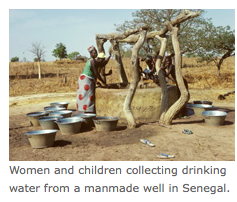 Women and children collecting drinking
water from a manmade well in Senegal.